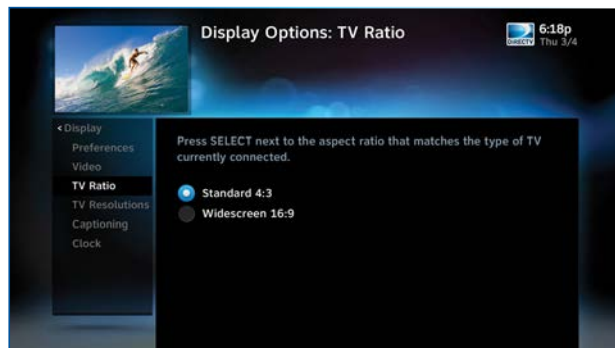 Display Options: TV Ratio
DIRECTV
6:18p
Thu 3/4
<Display
Preferences
Video
TV Ratio
TV Resolutions
Captioning
Clock
Press SELECT next to the aspect ratio that matches the type of TV
currently connected.
Standard 4:3
Widescreen 16:9